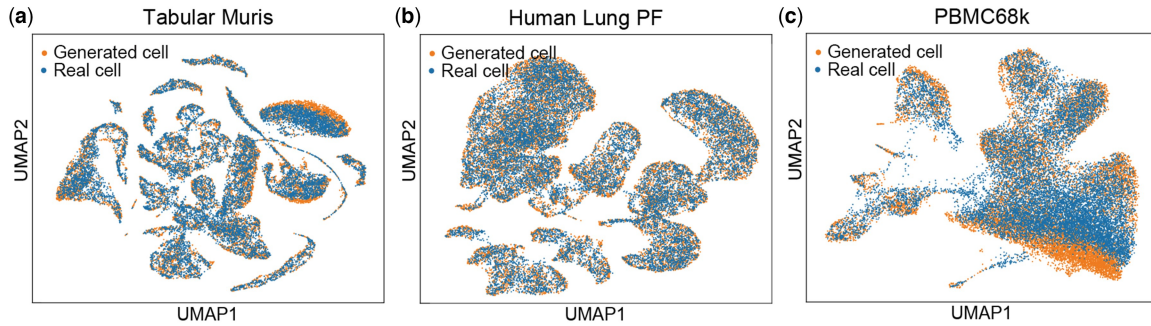 (a) Tabular Muris
Generated cell
Real cell
UMAP2
UMAP1
(b) Human Lung PF
Generated cell
Real cell
UMAP2
UMAP1
(c) PBMC68k
Generated cell
Real cell
UMAP2
UMAP1